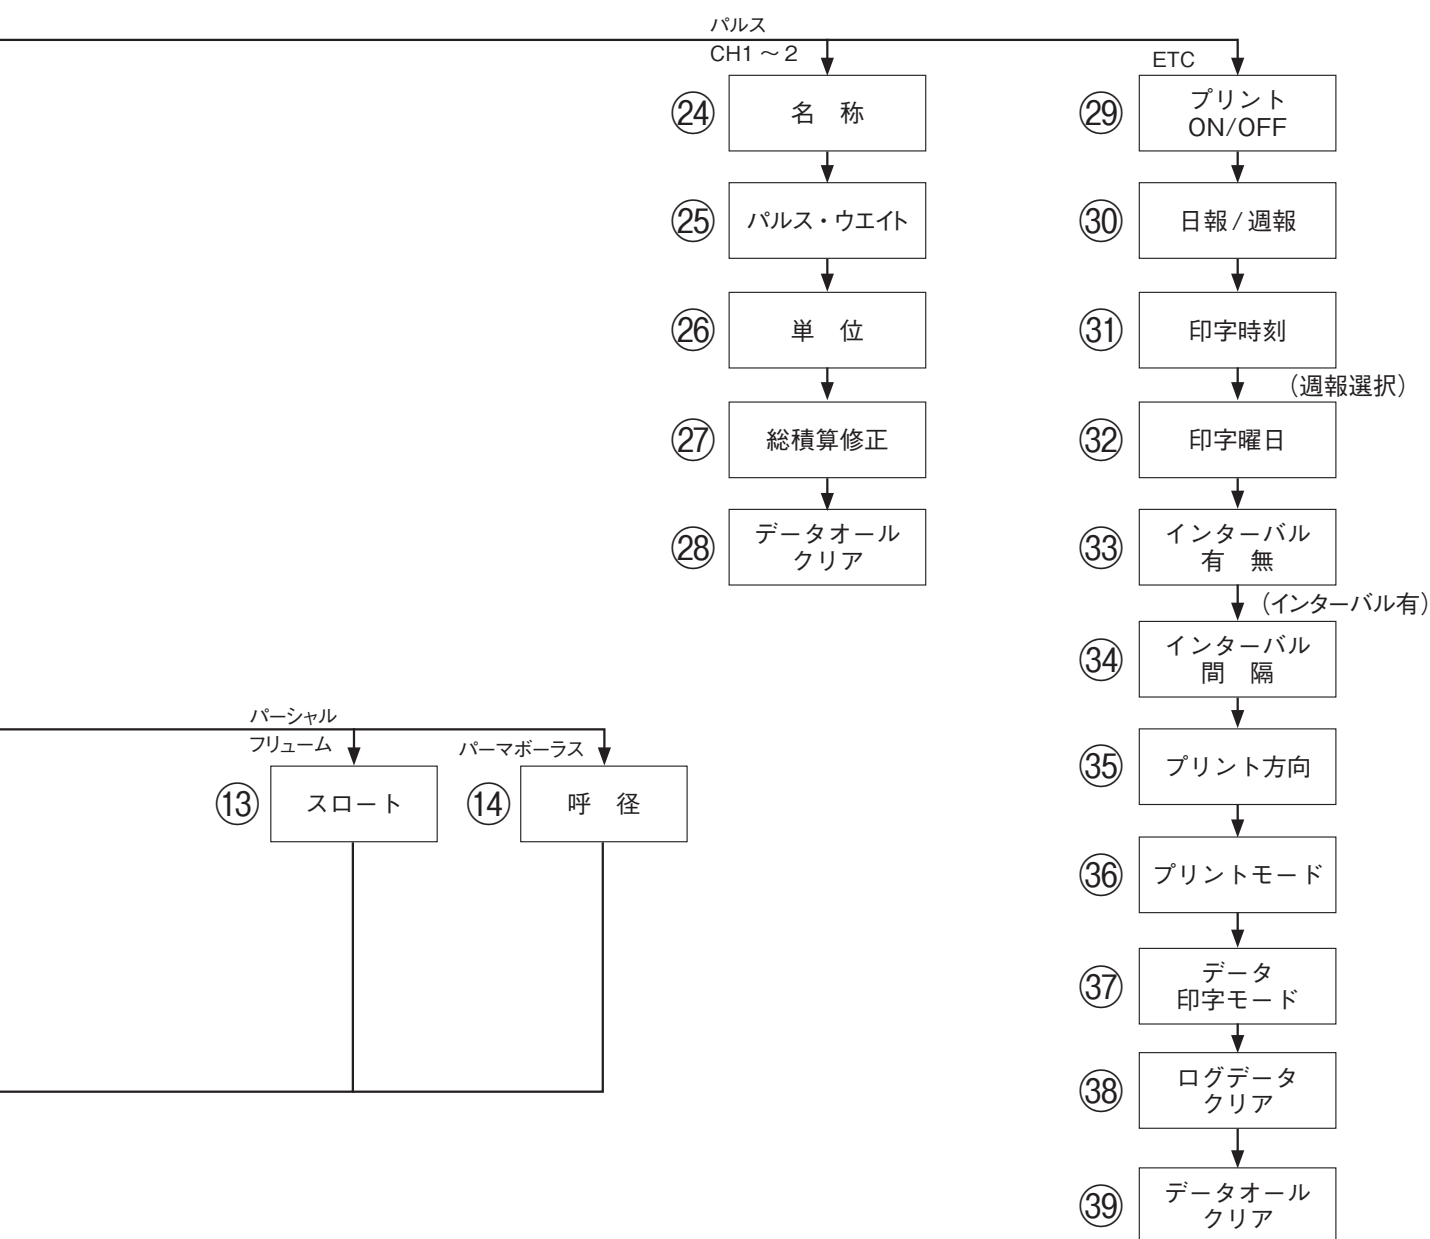 パルス
CH1 ～ 2
㉔
名　称
㉕
パルス・ウエイト
㉖
単　位
㉗
総積算修正
㉘
データオール
クリア
ETC
㉙
プリント
ON/OFF
㉚
日報 / 週報
㉛
印字時刻
（週報選択）
㉜
印字曜日
㉝
インターバル
有　無
（インターバル有）
㉞
インターバル
間　隔
㉟
プリント方向
㊱
プリントモード
㊲
データ
印字モード
㊳
ログデータ
クリア
㊴
データオール
クリア
パーシャル
フリューム
⑬
スロート
パーマボーラス
⑭
呼　径